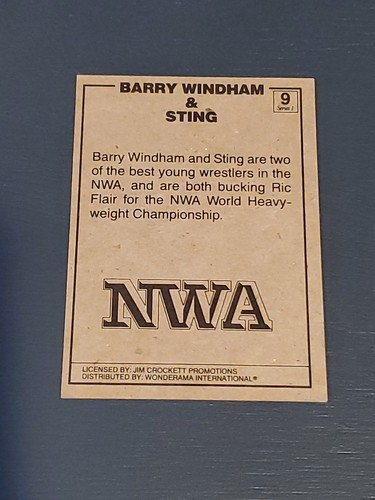 BARRY WINDHAM
&
STING
9
Series 1
Barry Windham and Sting are two
of the best young wrestlers in the
NWA, and are both bucking Ric
Flair for the NWA World Heavy-
weight Championship.
NWA
LICENSED BY: JIM CROCKETT PROMOTIONS
DISTRIBUTED BY: WONDERAMA INTERNATIONAL®